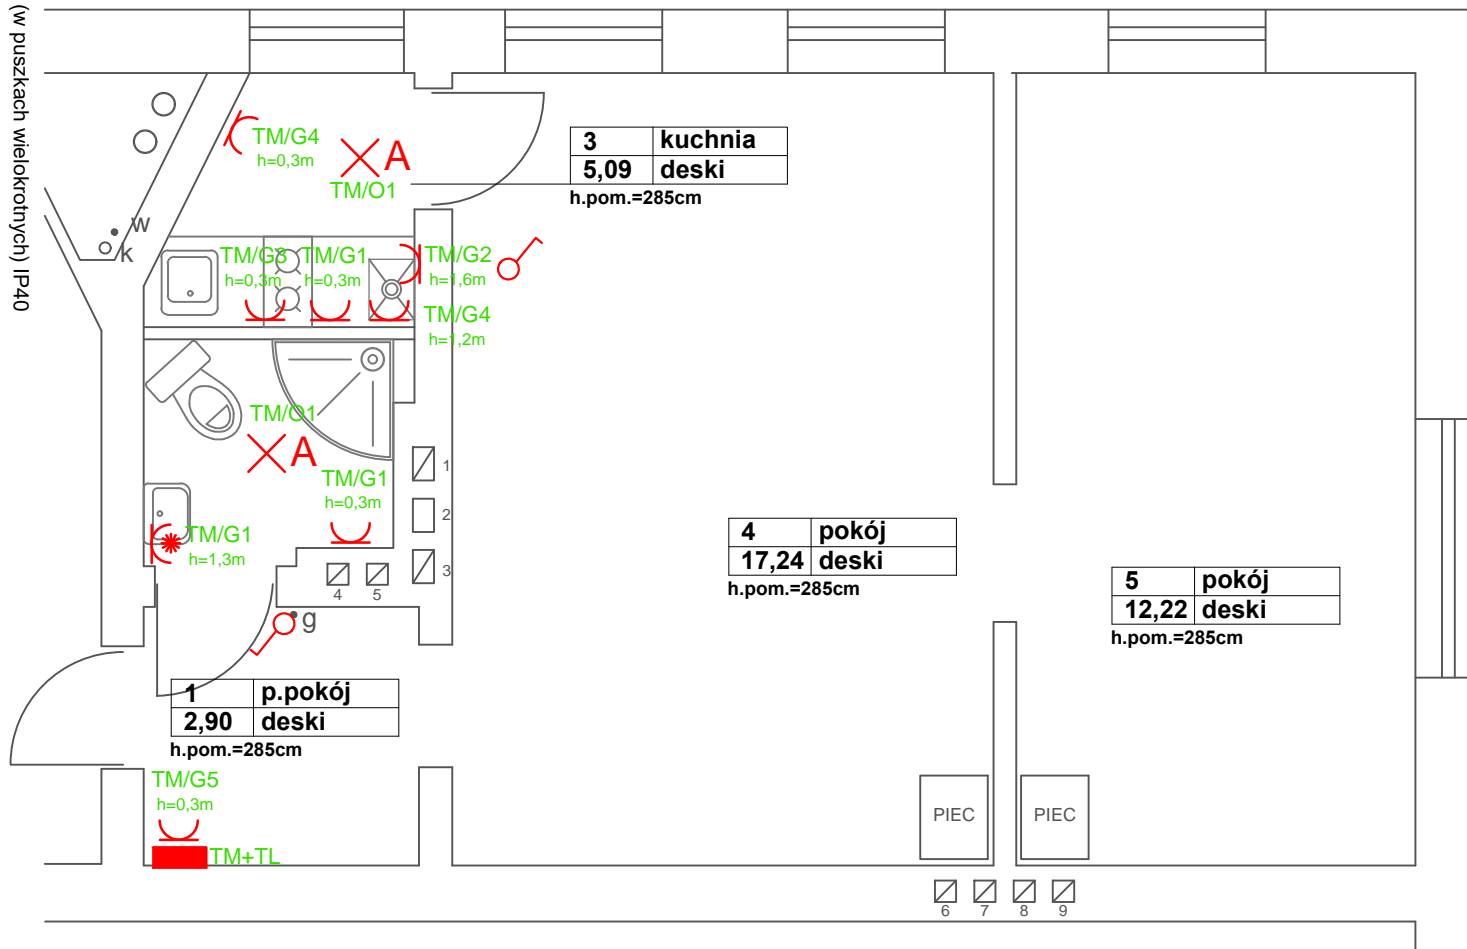 (w puszkach wielokrotnych) IP40
TM/G4
h=0,3m
A
TM/O1
3 kuchnia
5,09 deski
h.pom.=285cm
w
k
TM/G3
h=0,3m
TM/G1
h=0,3m
TM/G2
h=1,6m
TM/G4
h=1,2m
TM/O1
A
TM/G1
h=0,3m
1
2
3
TM/G1
h=1,3m
4
5
g
4 pokój
17,24 deski
h.pom.=285cm
5 pokój
12,22 deski
h.pom.=285cm
1 p.pokój
2,90 deski
h.pom.=285cm
TM/G5
h=0,3m
TM+TL
PIEC
PIEC
6
7
8
9